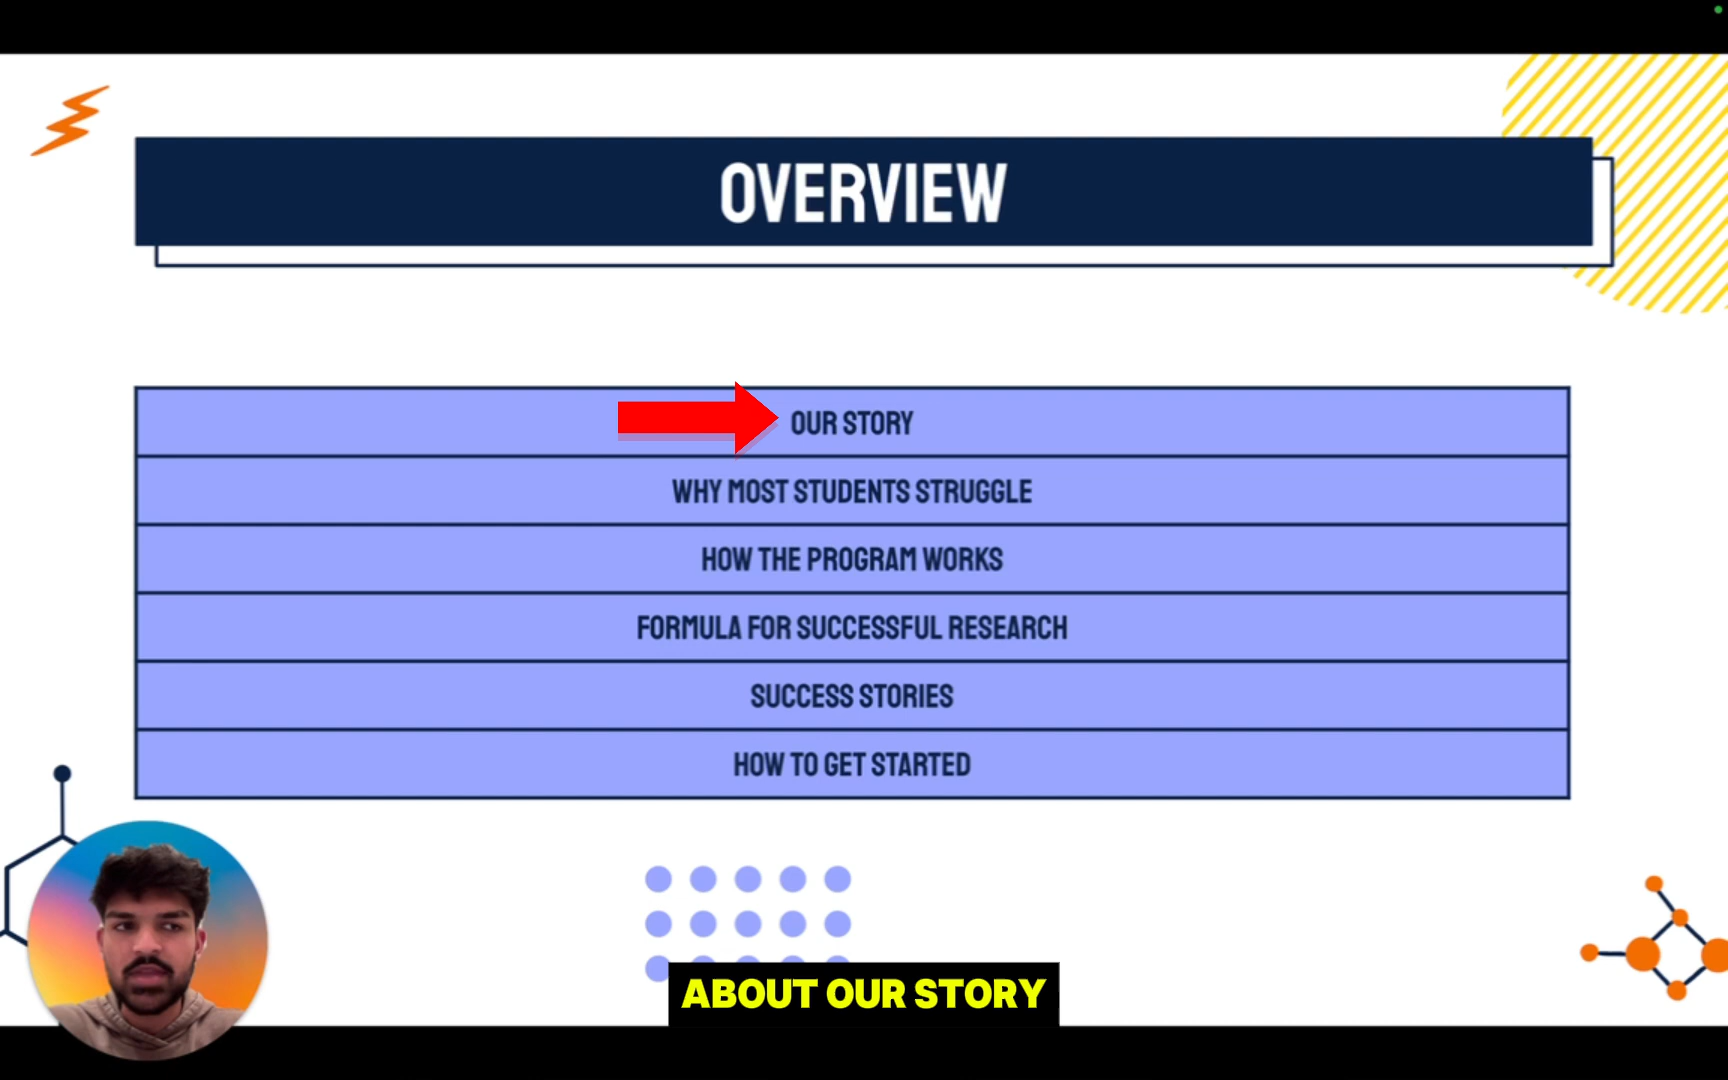 OVERVIEW
OUR STORY
WHY MOST STUDENTS STRUGGLE
HOW THE PROGRAM WORKS
FORMULA FOR SUCCESSFUL RESEARCH
SUCCESS STORIES
HOW TO GET STARTED
ABOUT OUR STORY